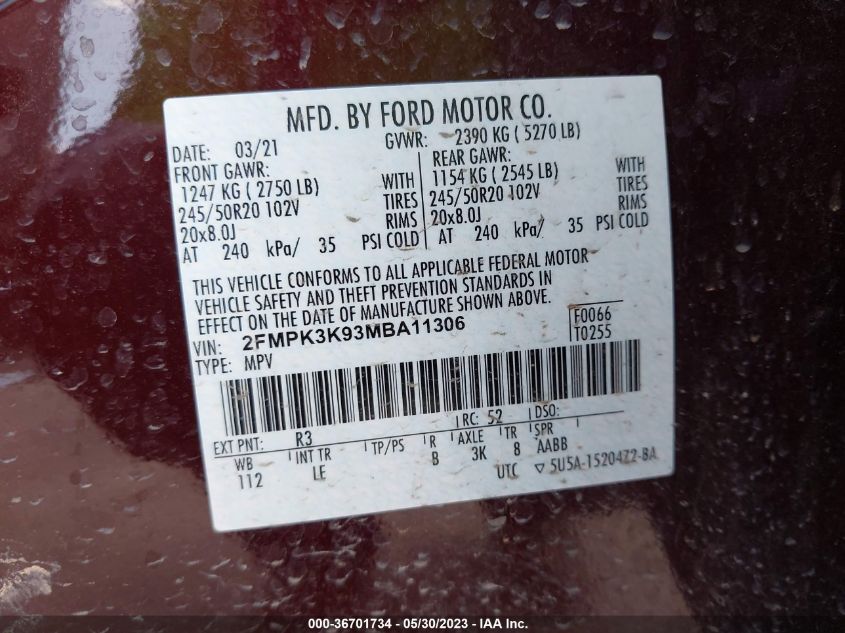 MFD. BY FORD MOTOR CO.
DATE: 03/21 GVWR: 2390 KG ( 5270 LB)
FRONT GAWR: REAR GAWR:
1247 KG ( 2750 LB) WITH 1154 KG ( 2545 LB) WITH
245/50R20 102V TIRES 245/50R20 102V TIRES
20x8.0J RIMS 20x8.0J RIMS
AT 240 kPa/ 35 PSI COLD AT 240 kPa/ 35 PSI COLD
THIS VEHICLE CONFORMS TO ALL APPLICABLE FEDERAL MOTOR
VEHICLE SAFETY AND THEFT PREVENTION STANDARDS IN
EFFECT ON THE DATE OF MANUFACTURE SHOWN ABOVE.
VIN: 2FMPK3K93MBA11306 F0066
TYPE: MPV T0255
EXT PNT: R3 RC: 52 DSO:
WB INT TR TP/PS R AXLE TR SPR
112 LE B 3K 8 AABB
UTC ▽ 5U5A-1520472-BA
000-36701734 — 05/30/2023 - IAAI.com.